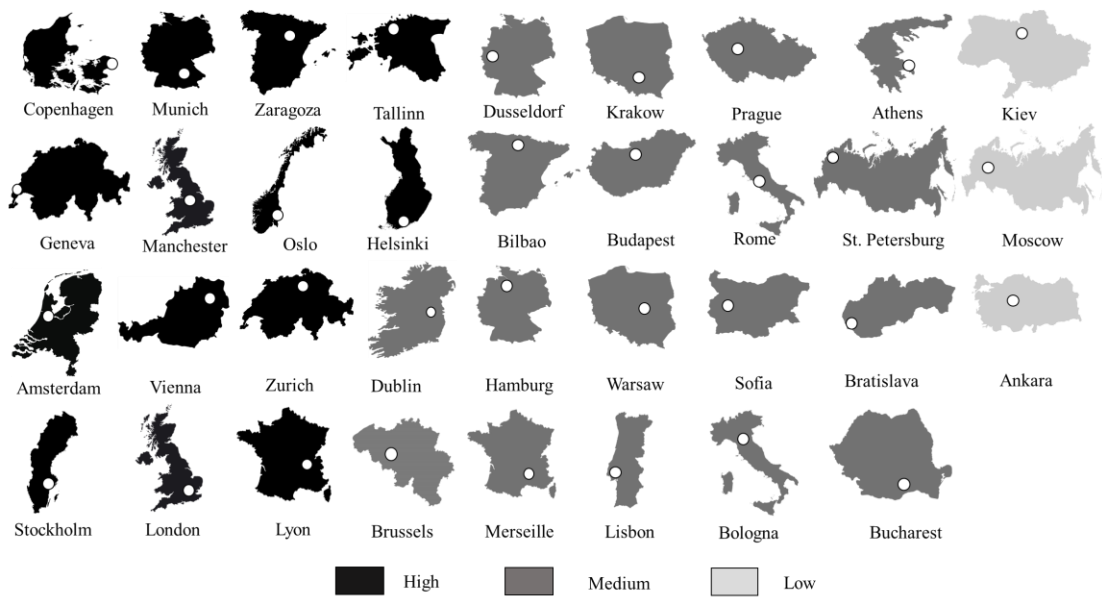 Copenhagen Munich Zaragoza Tallinn Dusseldorf Krakow Prague Athens Kiev
Geneva Manchester Oslo Helsinki Bilbao Budapest Rome St. Petersburg Moscow
Amsterdam Vienna Zurich Dublin Hamburg Warsaw Sofia Bratislava Ankara
Stockholm London Lyon Brussels Merseille Lisbon Bologna Bucharest
High Medium Low